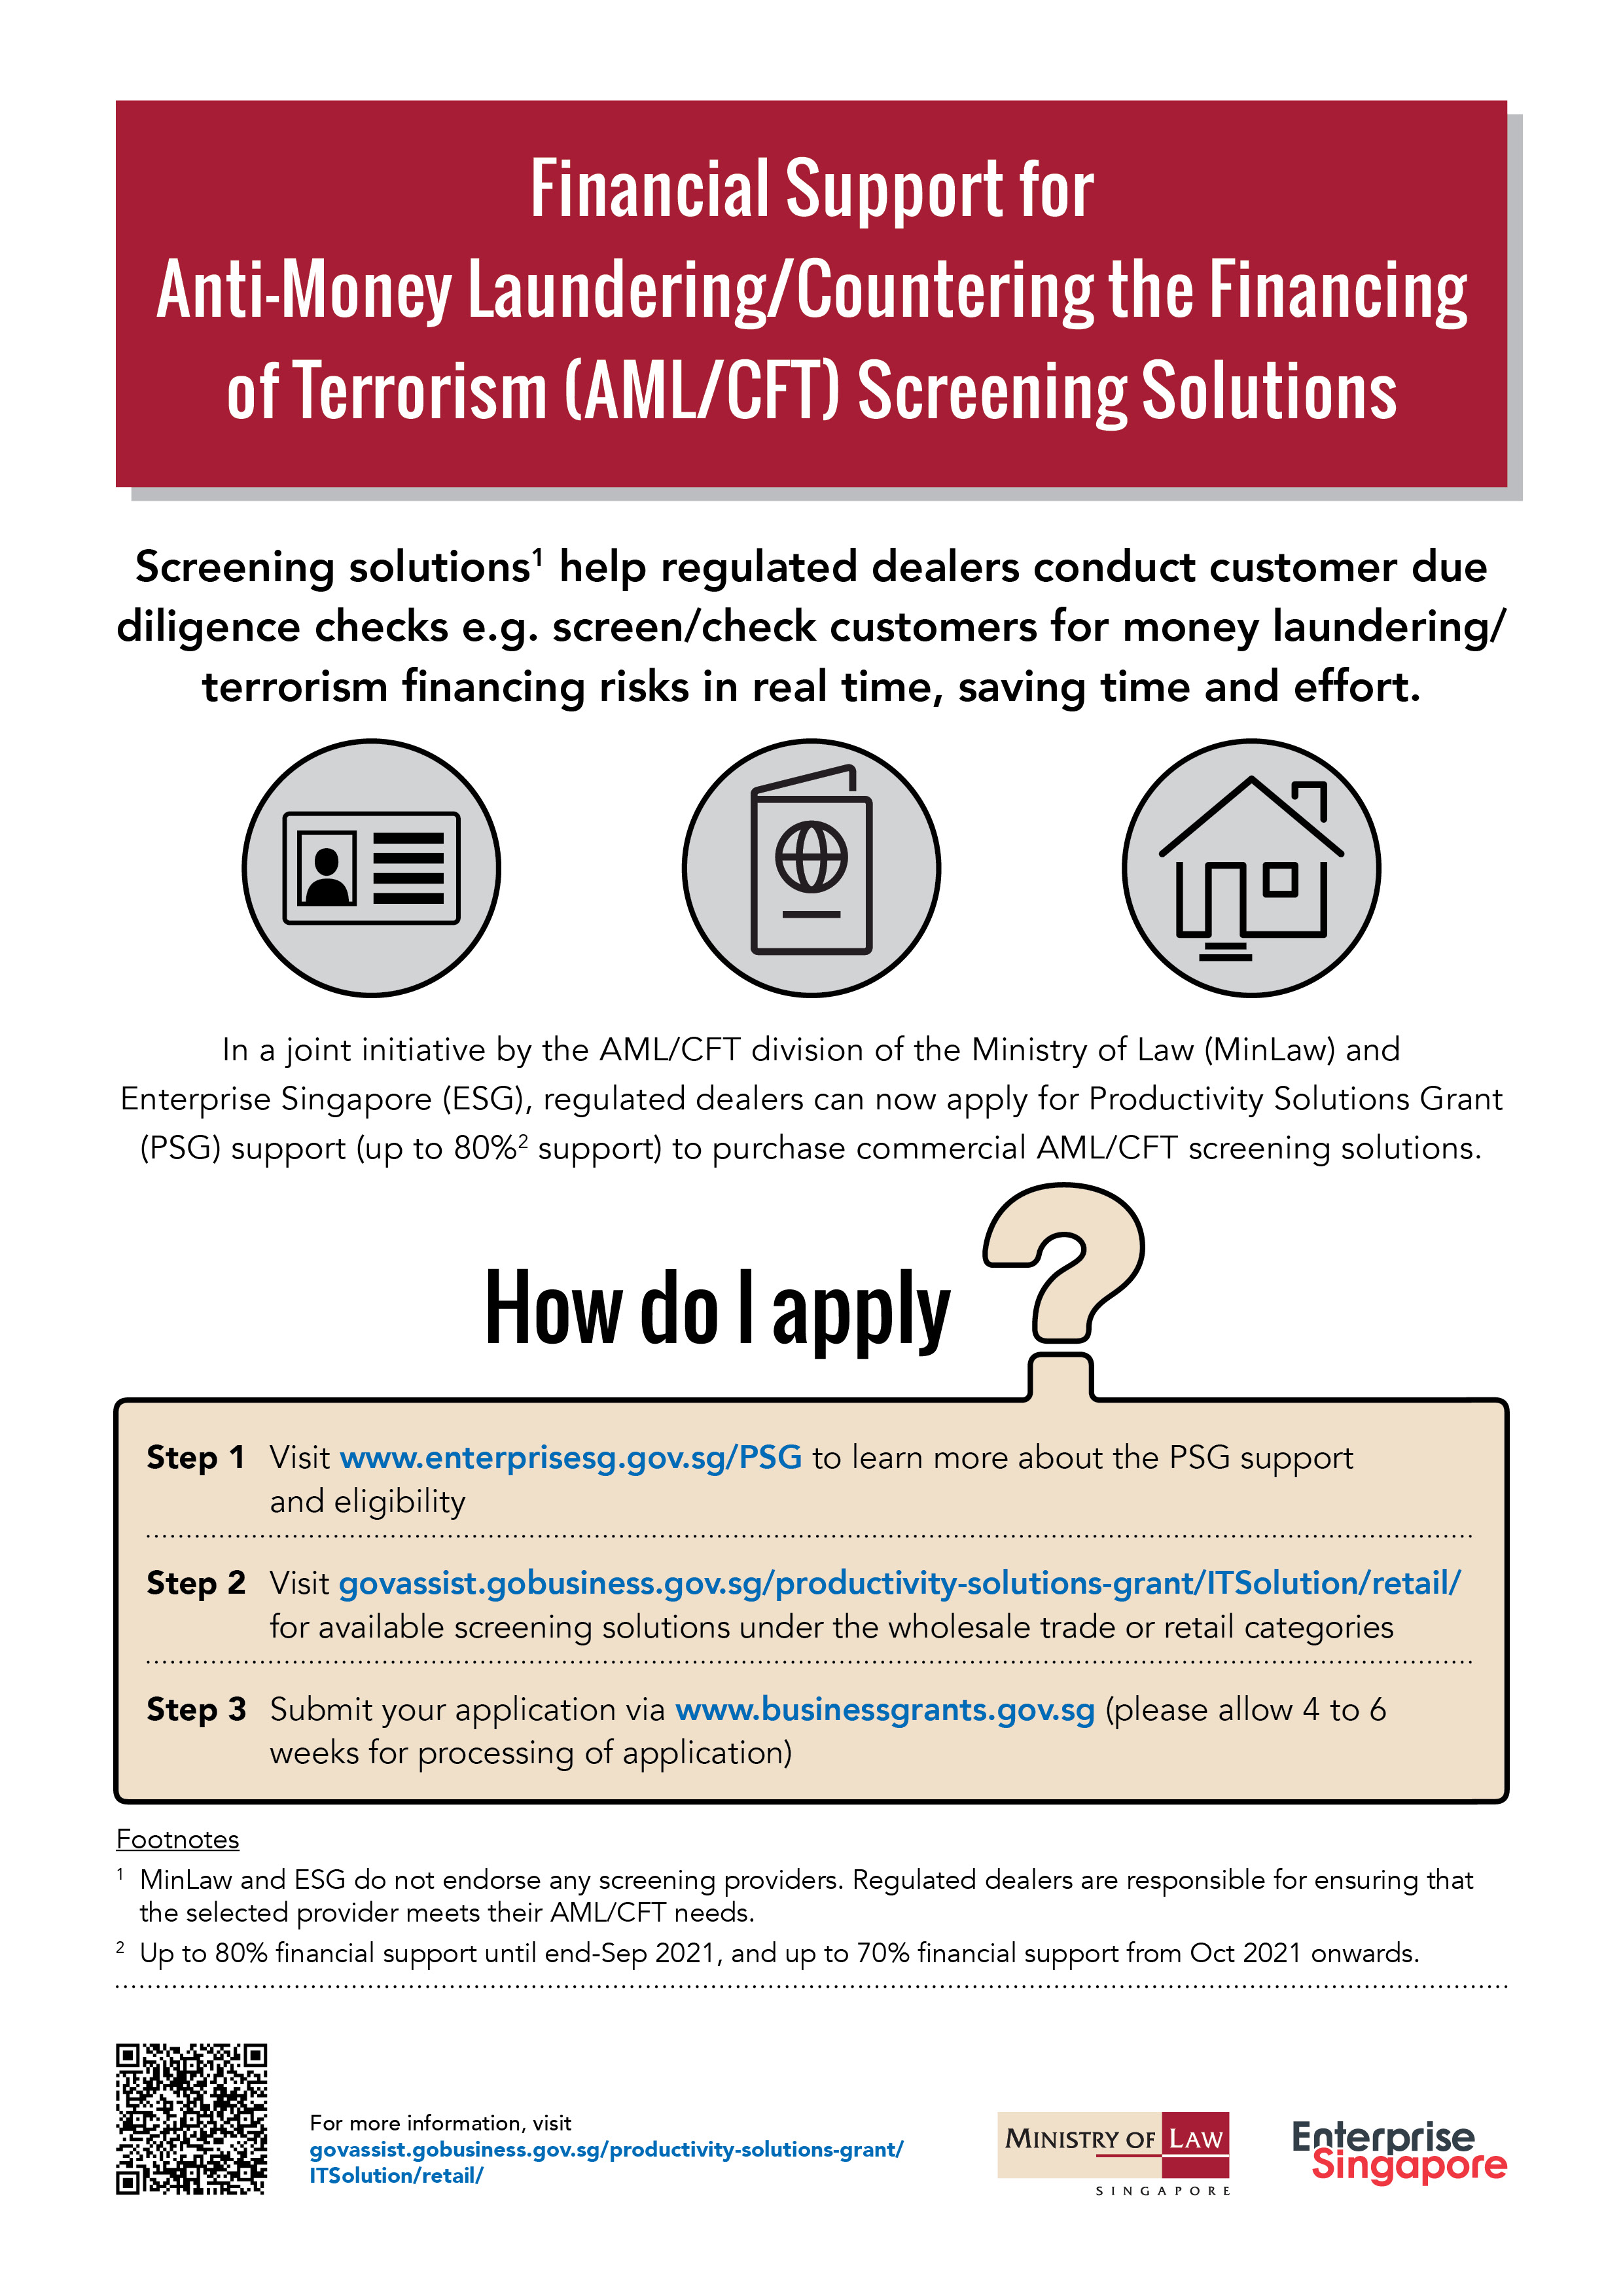 Financial Support for
Anti-Money Laundering/Countering the Financing
of Terrorism (AML/CFT) Screening Solutions
Screening solutions¹ help regulated dealers conduct customer due
diligence checks e.g. screen/check customers for money laundering/
terrorism financing risks in real time, saving time and effort.
In a joint initiative by the AML/CFT division of the Ministry of Law (MinLaw) and
Enterprise Singapore (ESG), regulated dealers can now apply for Productivity Solutions Grant
(PSG) support (up to 80%² support) to purchase commercial AML/CFT screening solutions.
How do I apply ?
Step 1 Visit www.enterprisesg.gov.sg/PSG to learn more about the PSG support
and eligibility
Step 2 Visit govassist.gobusiness.gov.sg/productivity-solutions-grant/ITSolution/retail/
for available screening solutions under the wholesale trade or retail categories
Step 3 Submit your application via www.businessgrants.gov.sg (please allow 4 to 6
weeks for processing of application)
Footnotes
¹ MinLaw and ESG do not endorse any screening providers. Regulated dealers are responsible for ensuring that
the selected provider meets their AML/CFT needs.
² Up to 80% financial support until end-Sep 2021, and up to 70% financial support from Oct 2021 onwards.
For more information, visit
govassist.gobusiness.gov.sg/productivity-solutions-grant/
ITSolution/retail/
MINISTRY OF LAW
SINGAPORE
Enterprise
Singapore